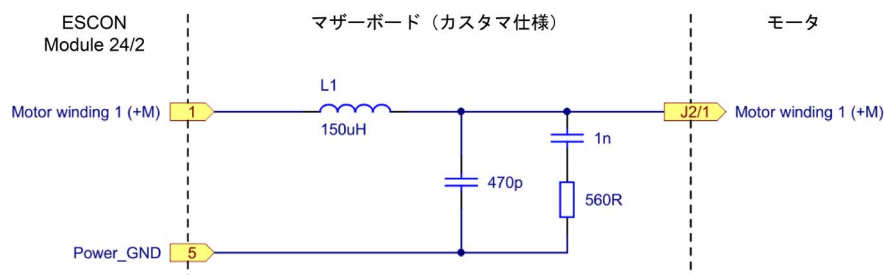 ESCON
Module 24/2
マザーボード（カスタマ仕様）
モータ
L1
Motor winding 1 (+M)
1
150uH
J2/1
Motor winding 1 (+M)
1n
470p
560R
Power_GND
5